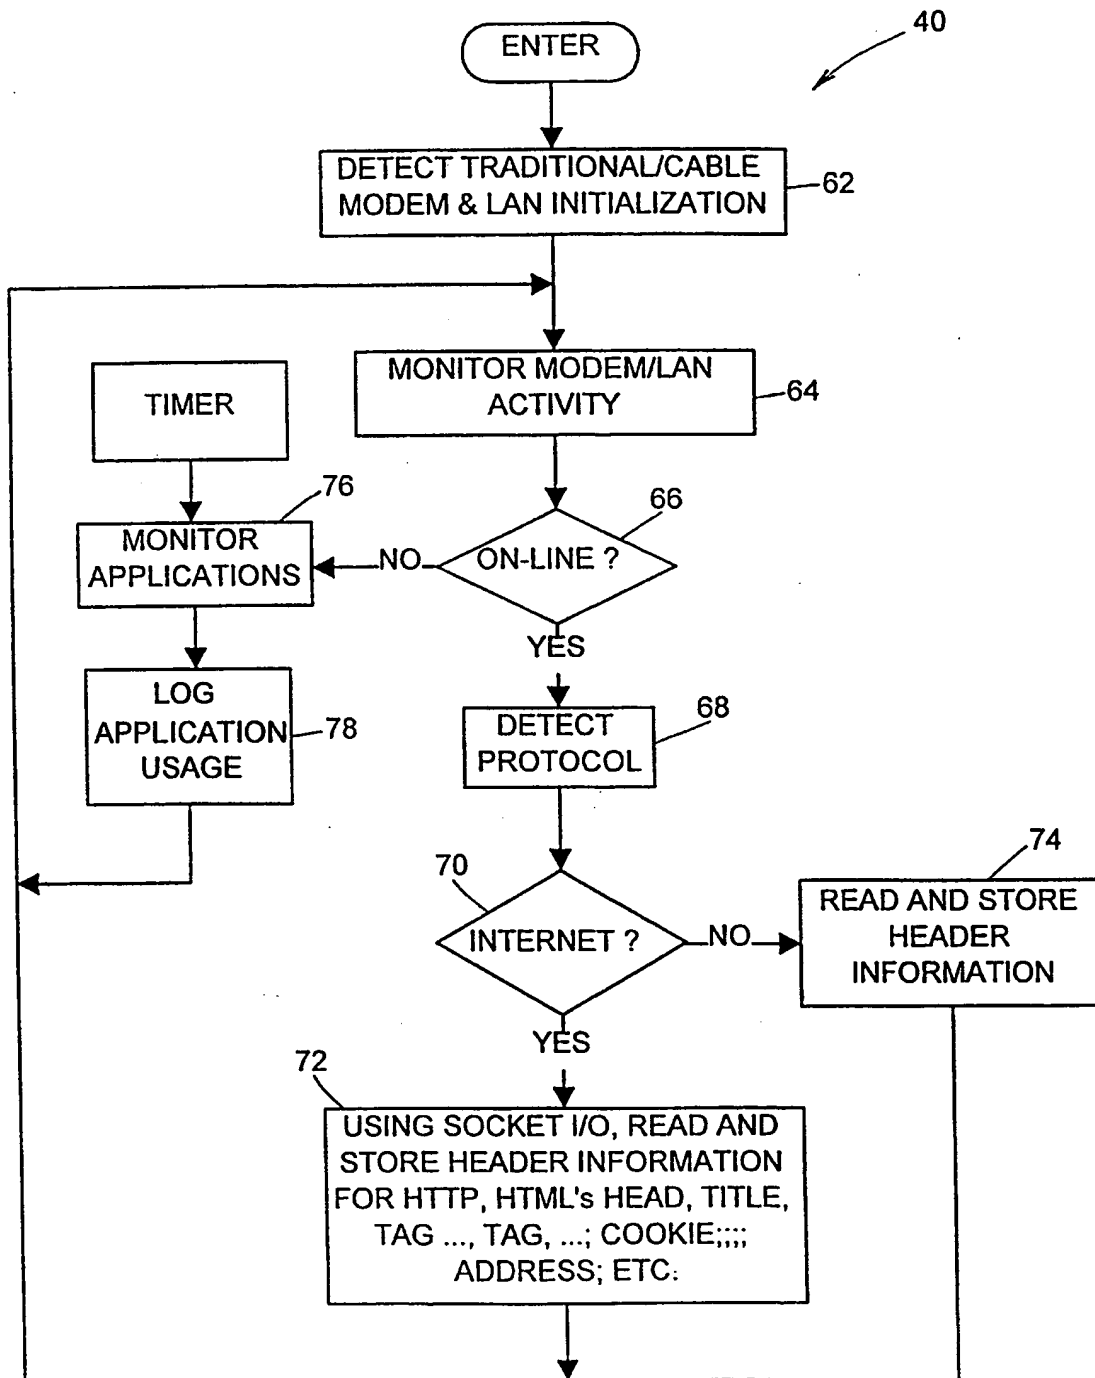 40
ENTER
DETECT TRADITIONAL/CABLE
MODEM & LAN INITIALIZATION
62
MONITOR MODEM/LAN
ACTIVITY
64
TIMER
76
MONITOR
APPLICATIONS
NO
ON-LINE ?
66
YES
LOG
APPLICATION
USAGE
78
DETECT
PROTOCOL
68
70
INTERNET ?
NO
74
READ AND STORE
HEADER
INFORMATION
YES
72
USING SOCKET I/O, READ AND
STORE HEADER INFORMATION
FOR HTTP, HTML's HEAD, TITLE,
TAG ..., TAG, ...; COOKIE;;;;
ADDRESS; ETC.